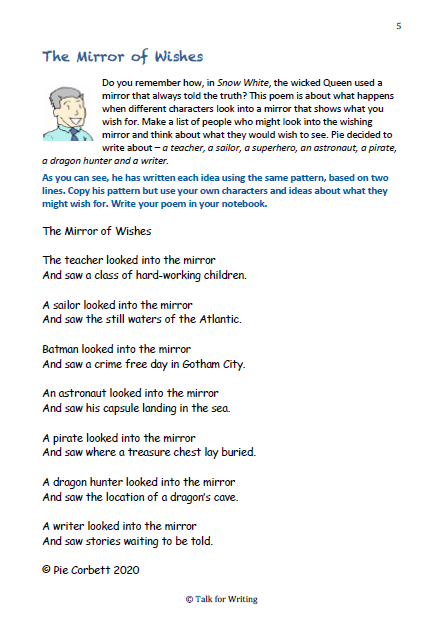 5
The Mirror of Wishes
Do you remember how, in Snow White, the wicked Queen used a
mirror that always told the truth? This poem is about what happens
when different characters look into a mirror that shows what you
wish for. Make a list of people who might look into the wishing
mirror and think about what they would wish to see. Pie decided to
write about – a teacher, a sailor, a superhero, an astronaut, a pirate,
a dragon hunter and a writer.
As you can see, he has written each idea using the same pattern, based on two
lines. Copy his pattern but use your own characters and ideas about what they
might wish for. Write your poem in your notebook.
The Mirror of Wishes
The teacher looked into the mirror
And saw a class of hard-working children.
A sailor looked into the mirror
And saw the still waters of the Atlantic.
Batman looked into the mirror
And saw a crime free day in Gotham City.
An astronaut looked into the mirror
And saw his capsule landing in the sea.
A pirate looked into the mirror
And saw where a treasure chest lay buried.
A dragon hunter looked into the mirror
And saw the location of a dragon's cave.
A writer looked into the mirror
And saw stories waiting to be told.
© Pie Corbett 2020
© Talk for Writing